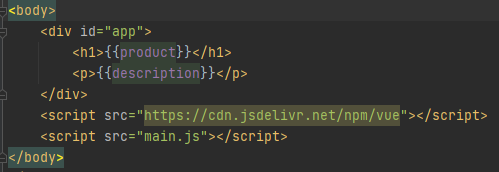 <body>
<div id="app">
<h1>{{product}}</h1>
<p>{{description}}</p>
</div>
<script src="https://cdn.jsdelivr.net/npm/vue"></script>
<script src="main.js"></script>
</body>